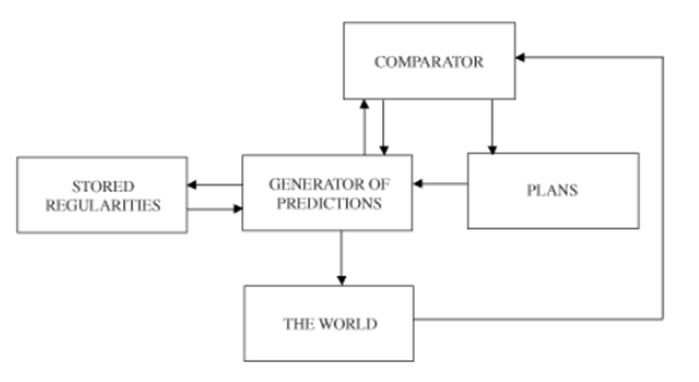 COMPARATOR
STORED
REGULARITIES
GENERATOR OF
PREDICTIONS
PLANS
THE WORLD